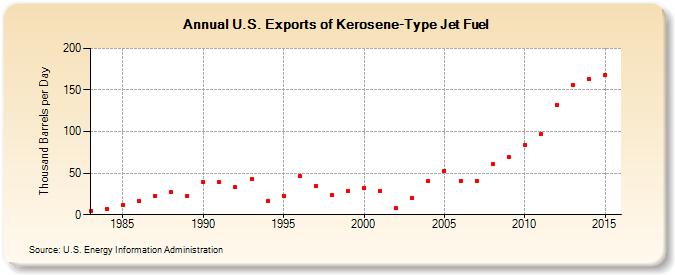 Annual U.S. Exports of Kerosene-Type Jet Fuel
Thousand Barrels per Day
200
150
100
50
0
1985 1990 1995 2000 2005 2010 2015
Source: U.S. Energy Information Administration